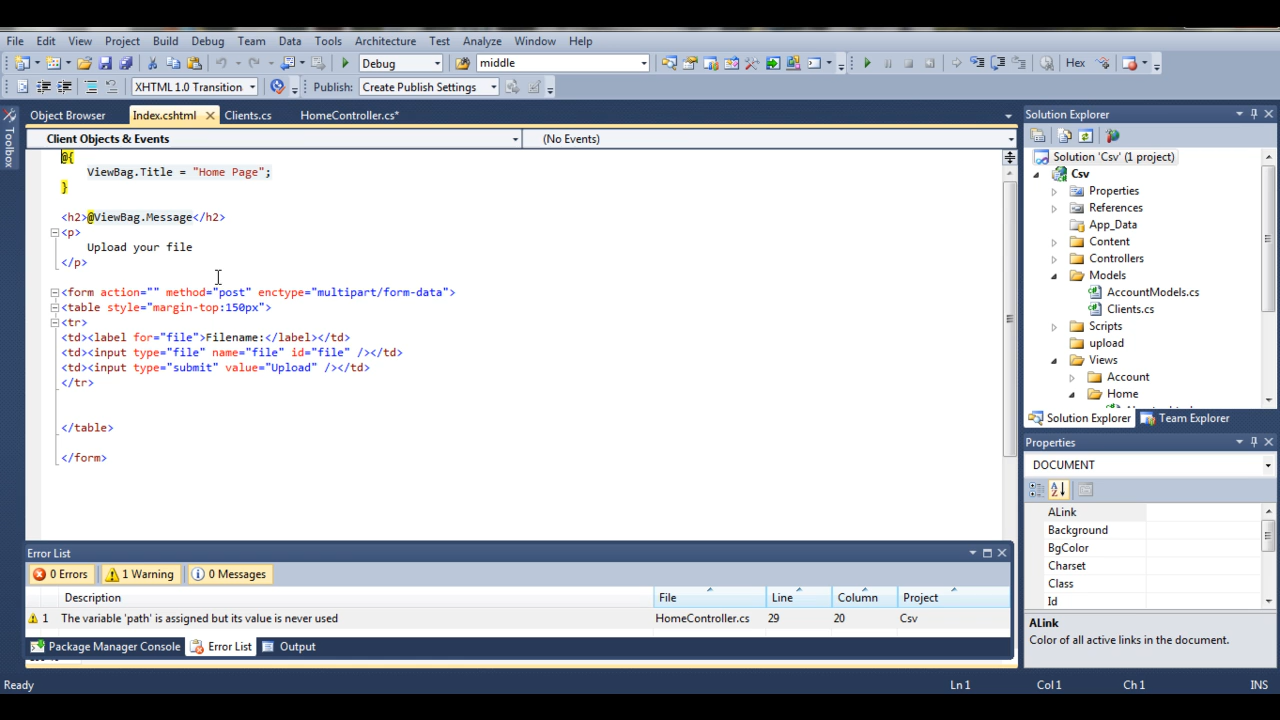 File Edit View Project Build Debug Team Data Tools Architecture Test Analyze Window Help
Debug middle Hex
XHTML 1.0 Transition Publish: Create Publish Settings
Object Browser Index.cshtml Clients.cs HomeController.cs*
Toolbox
Client Objects & Events (No Events)
@{
ViewBag.Title = "Home Page";
}
<h2>@ViewBag.Message</h2>
<p>
Upload your file
</p>
<form action="" method="post" enctype="multipart/form-data">
<table style="margin-top:150px">
<tr>
<td><label for="file">Filename:</label></td>
<td><input type="file" name="file" id="file" /></td>
<td><input type="submit" value="Upload" /></td>
</tr>
</table>
</form>
Solution Explorer
Solution 'Csv' (1 project)
Csv
Properties
References
App_Data
Content
Controllers
Models
AccountModels.cs
Clients.cs
Scripts
upload
Views
Account
Home
Solution Explorer Team Explorer
Properties
DOCUMENT
ALink
Background
BgColor
Charset
Class
Id
ALink
Color of all active links in the document.
Error List
0 Errors 1 Warning 0 Messages
Description File Line Column Project
1 The variable 'path' is assigned but its value is never used HomeController.cs 29 20 Csv
Package Manager Console Error List Output
Ready Ln 1 Col 1 Ch 1 INS